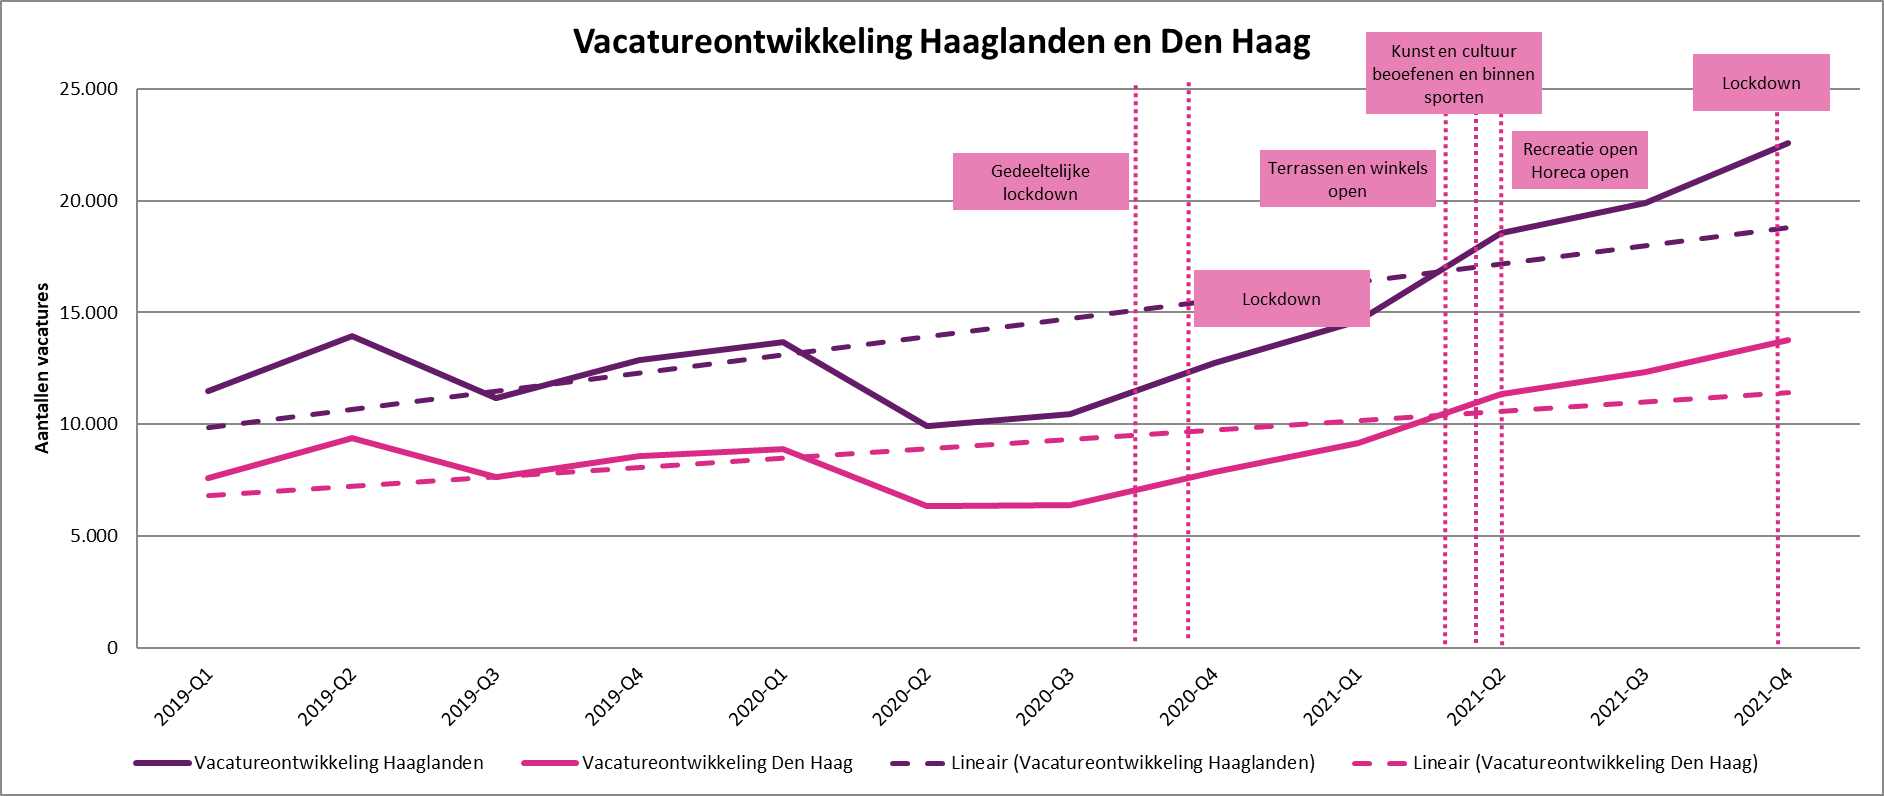 Vacatureontwikkeling Haaglanden en Den Haag
Kunst en cultuur
beoefenen en binnen
sporten
Lockdown
Gedeeltelijke
lockdown
Terrassen en winkels
open
Recreatie open
Horeca open
Lockdown
Aantallen vacatures
25.000
20.000
15.000
10.000
5.000
0
2019-Q1
2019-Q2
2019-Q3
2019-Q4
2020-Q1
2020-Q2
2020-Q3
2020-Q4
2021-Q1
2021-Q2
2021-Q3
2021-Q4
Vacatureontwikkeling Haaglanden
Vacatureontwikkeling Den Haag
Lineair (Vacatureontwikkeling Haaglanden)
Lineair (Vacatureontwikkeling Den Haag)